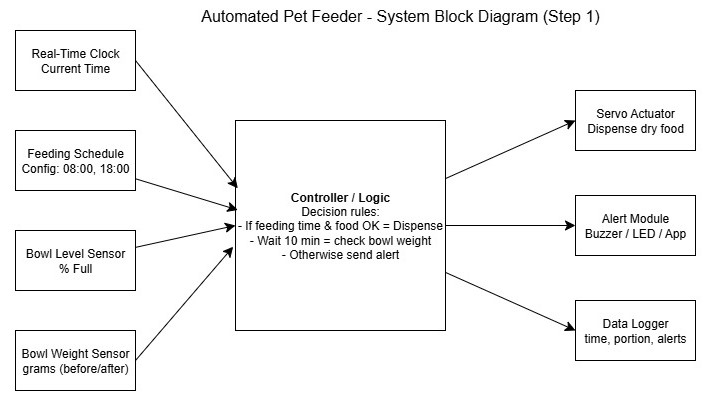 Automated Pet Feeder - System Block Diagram (Step 1)
Real-Time Clock
Current Time
Feeding Schedule
Config: 08:00, 18:00
Bowl Level Sensor
% Full
Bowl Weight Sensor
grams (before/after)
Controller / Logic
Decision rules:
- If feeding time & food OK = Dispense
- Wait 10 min = check bowl weight
- Otherwise send alert
Servo Actuator
Dispense dry food
Alert Module
Buzzer / LED / App
Data Logger
time, portion, alerts